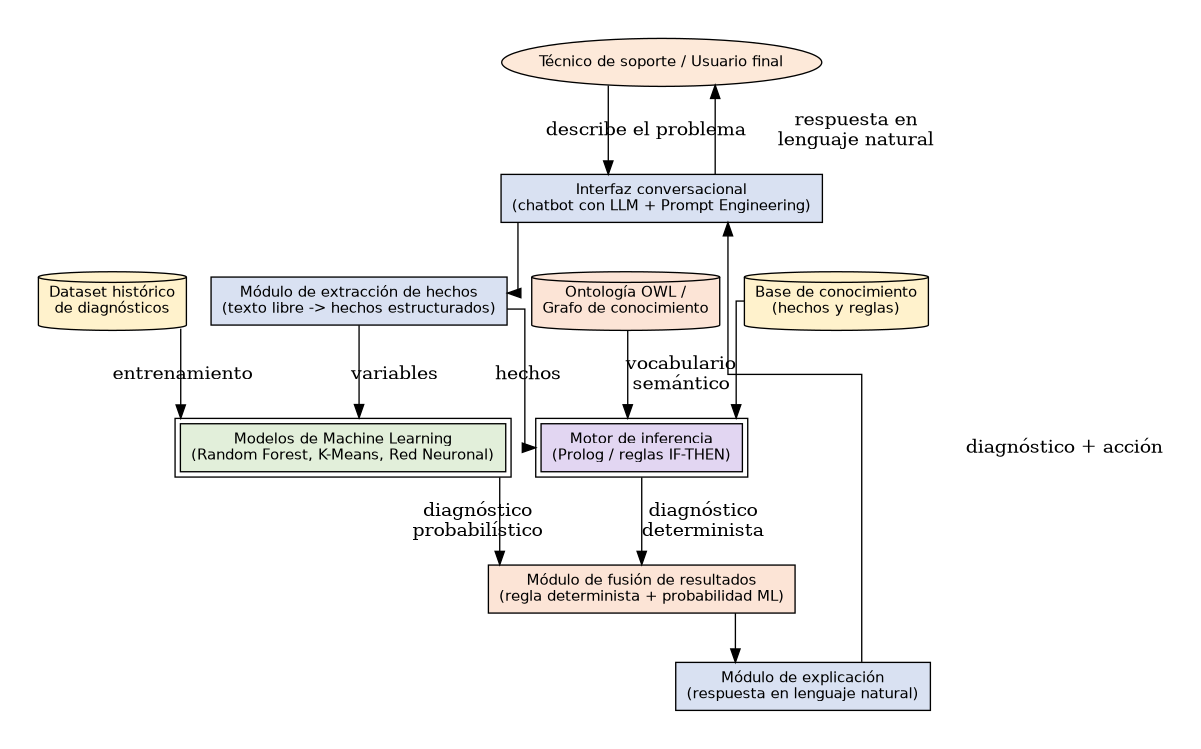 Técnico de soporte / Usuario final
describe el problema
respuesta en
lenguaje natural
Interfaz conversacional
(chatbot con LLM + Prompt Engineering)
Dataset histórico
de diagnósticos
Módulo de extracción de hechos
(texto libre -> hechos estructurados)
Ontología OWL /
Grafo de conocimiento
Base de conocimiento
(hechos y reglas)
entrenamiento
variables
hechos
vocabulario
semántico
Modelos de Machine Learning
(Random Forest, K-Means, Red Neuronal)
Motor de inferencia
(Prolog / reglas IF-THEN)
diagnóstico + acción
diagnóstico
probabilístico
diagnóstico
determinista
Módulo de fusión de resultados
(regla determinista + probabilidad ML)
Módulo de explicación
(respuesta en lenguaje natural)